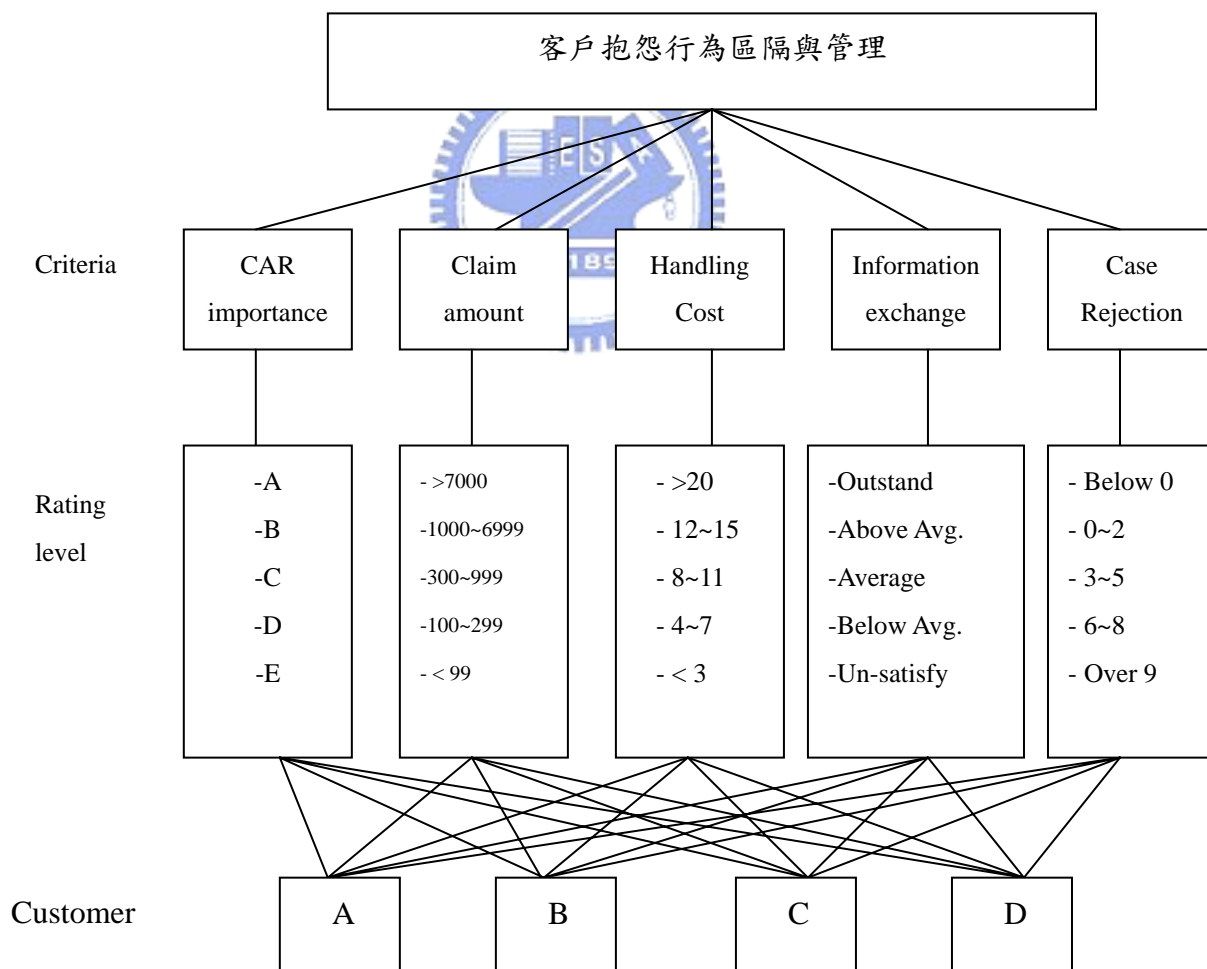 客戶抱怨行為區隔與管理
E S A
189
Criteria
CAR
importance
Claim
amount
Handling
Cost
Information
exchange
Case
Rejection
Rating
level
-A
-B
-C
-D
-E
- >7000
-1000~6999
-300~999
-100~299
- < 99
- >20
- 12~15
- 8~11
- 4~7
- < 3
-Outstand
-Above Avg.
-Average
-Below Avg.
-Un-satisfy
- Below 0
- 0~2
- 3~5
- 6~8
- Over 9
Customer
A
B
C
D